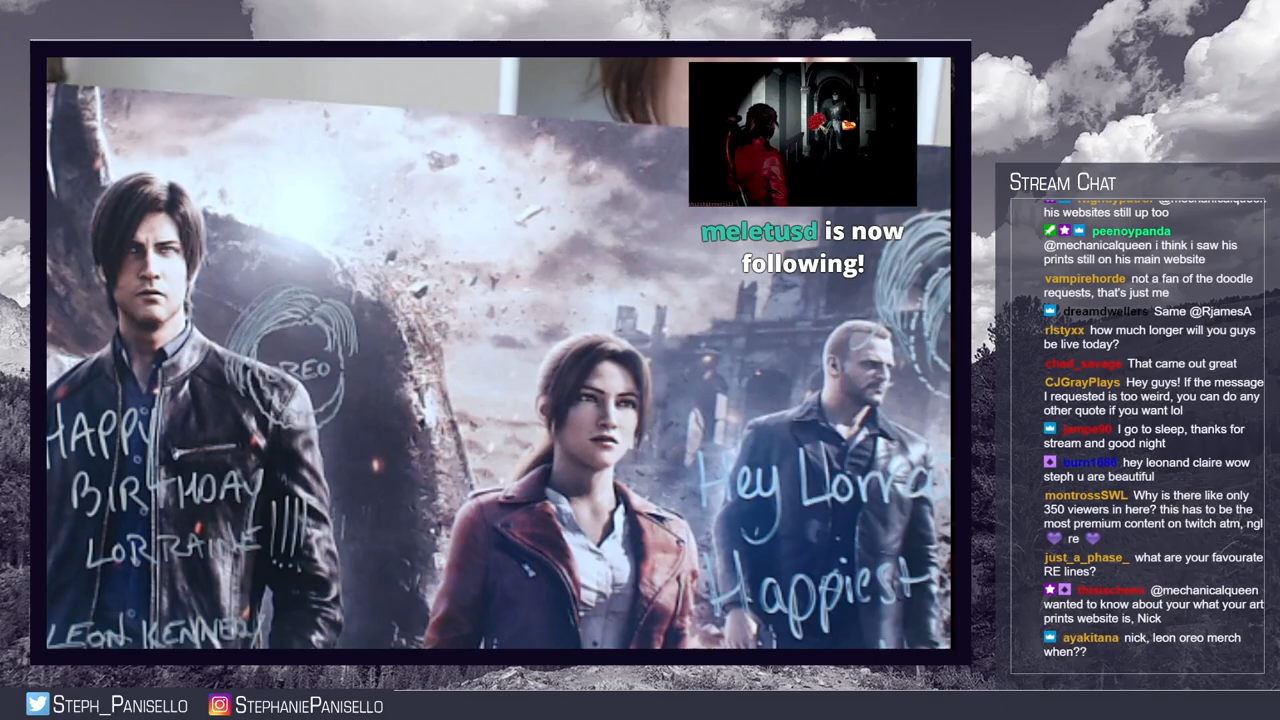 meletusd is now
following!
OREO
HAPPY
BIRTHDAY
LORRAINE!!!!
LEON KENNEDY
Hey Lorra
Happiest
STREAM CHAT
@mechanicalqueen
his websites still up too
peenoypanda
@mechanicalqueen i think i saw his
prints still on his main website
vampirehorde not a fan of the doodle
requests, that's just me
dreamdwellers Same @RjamesA
rlstyxx how much longer will you guys
be live today?
chad_savage That came out great
CJGrayPlays Hey guys! If the message
I requested is too weird, you can do any
other quote if you want lol
jampa90 I go to sleep, thanks for
stream and good night
burn1686 hey leonand claire wow
steph u are beautiful
montrossSWL Why is there like only
350 viewers in here? this has to be the
most premium content on twitch atm, ngl
re
just_a_phase_ what are your favourate
RE lines?
@mechanicalqueen
wanted to know about your what your art
prints website is, Nick
ayakitana nick, leon oreo merch
when??
STEPH_PANISELLO
STEPHANIEPANISELLO